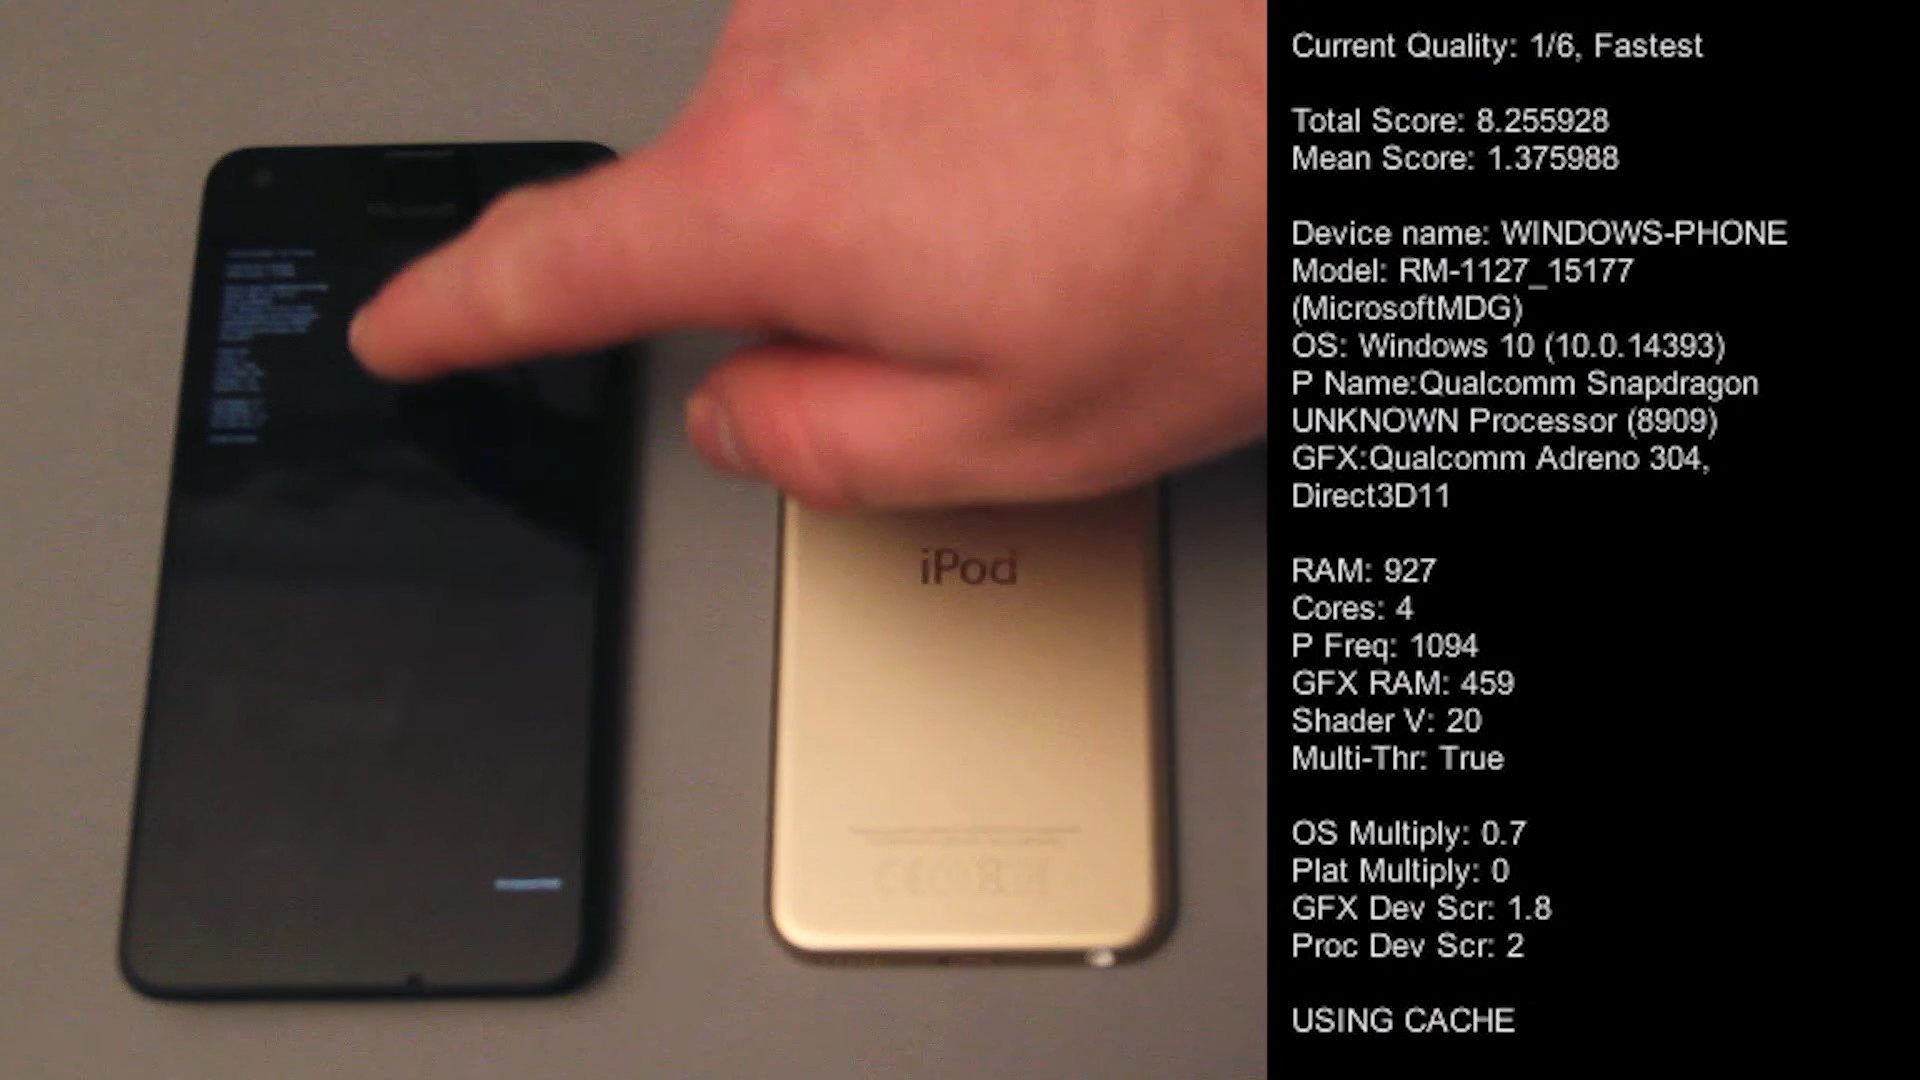 Microsoft
iPod
Current Quality: 1/6, Fastest
Total Score: 8.255928
Mean Score: 1.375988
Device name: WINDOWS-PHONE
Model: RM-1127_15177
(MicrosoftMDG)
OS: Windows 10 (10.0.14393)
P Name:Qualcomm Snapdragon
UNKNOWN Processor (8909)
GFX:Qualcomm Adreno 304,
Direct3D11
RAM: 927
Cores: 4
P Freq: 1094
GFX RAM: 459
Shader V: 20
Multi-Thr: True
OS Multiply: 0.7
Plat Multiply: 0
GFX Dev Scr: 1.8
Proc Dev Scr: 2
USING CACHE